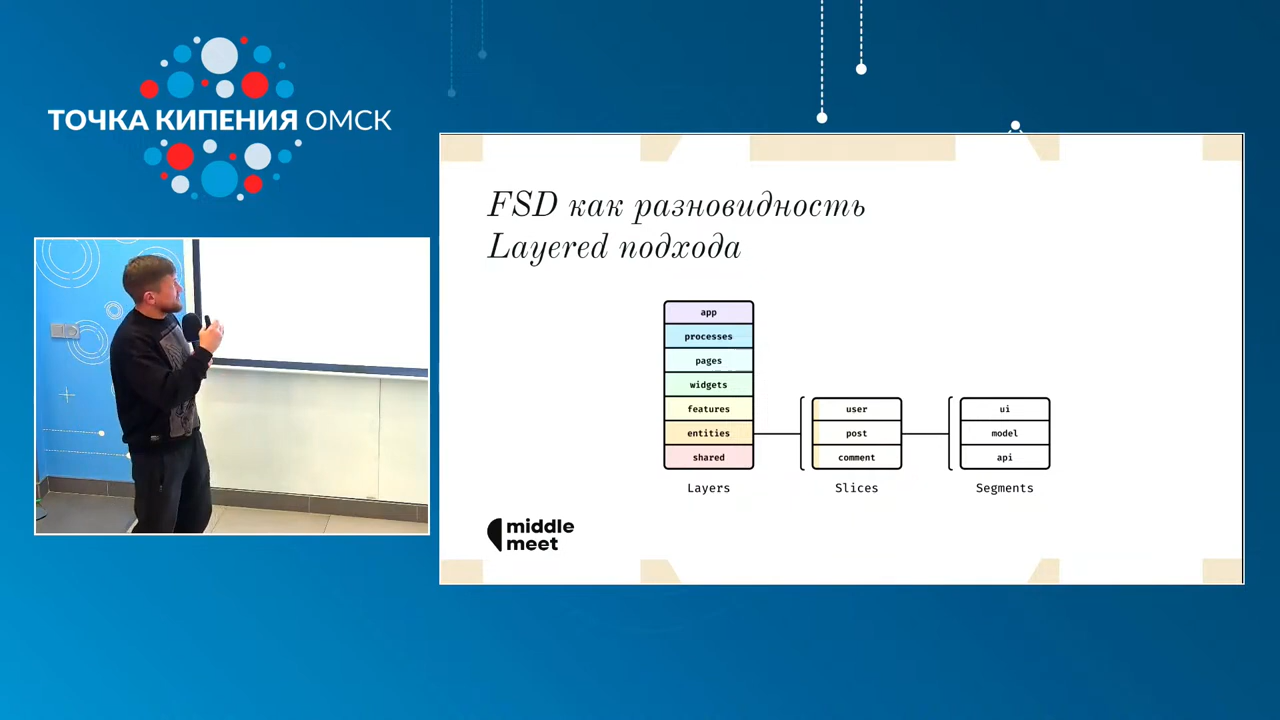 ТОЧКА КИПЕНИЯ ОМСК
FSD как разновидность
Layered подхода
app
processes
pages
widgets
features
entities
shared
Layers
user
post
comment
Slices
ui
model
api
Segments
middle
meet